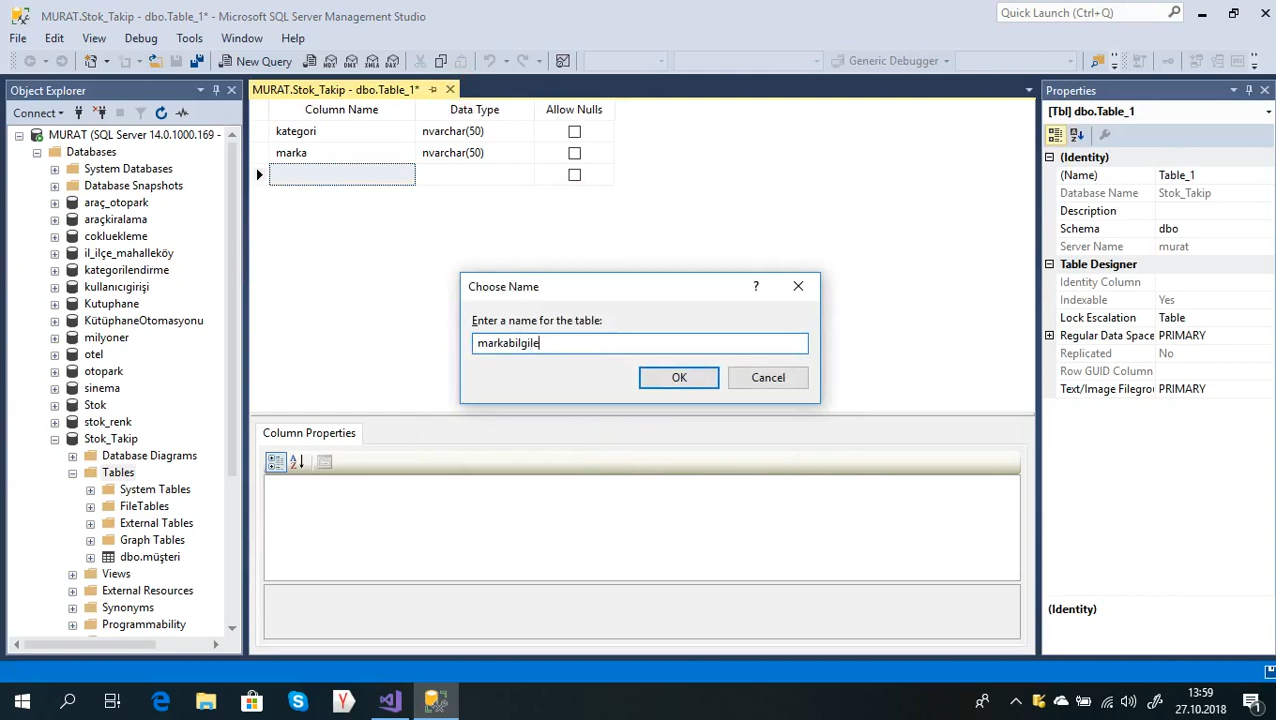 MURAT.Stok_Takip - dbo.Table_1* - Microsoft SQL Server Management Studio
Quick Launch (Ctrl+Q)
File Edit View Debug Tools Window Help
New Query
Generic Debugger
Object Explorer
Connect
MURAT (SQL Server 14.0.1000.169 -
Databases
System Databases
Database Snapshots
araç_otopark
araçkiralama
cokluekleme
il_ilçe_mahalleköy
kategorilendirme
kullanıcıgirişi
Kutuphane
KütüphaneOtomasyonu
milyoner
otel
otopark
sinema
Stok
stok_renk
Stok_Takip
Database Diagrams
Tables
System Tables
FileTables
External Tables
Graph Tables
dbo.müşteri
Views
External Resources
Synonyms
Programmability
MURAT.Stok_Takip - dbo.Table_1*
Column Name Data Type Allow Nulls
kategori nvarchar(50)
marka nvarchar(50)
Choose Name
?
Enter a name for the table:
markabilgile
OK Cancel
Column Properties
Properties
[Tbl] dbo.Table_1
(Identity)
(Name) Table_1
Database Name Stok_Takip
Description
Schema dbo
Server Name murat
Table Designer
Identity Column
Indexable Yes
Lock Escalation Table
Regular Data Space PRIMARY
Replicated No
Row GUID Column
Text/Image Filegro PRIMARY
(Identity)
13:59
27.10.2018